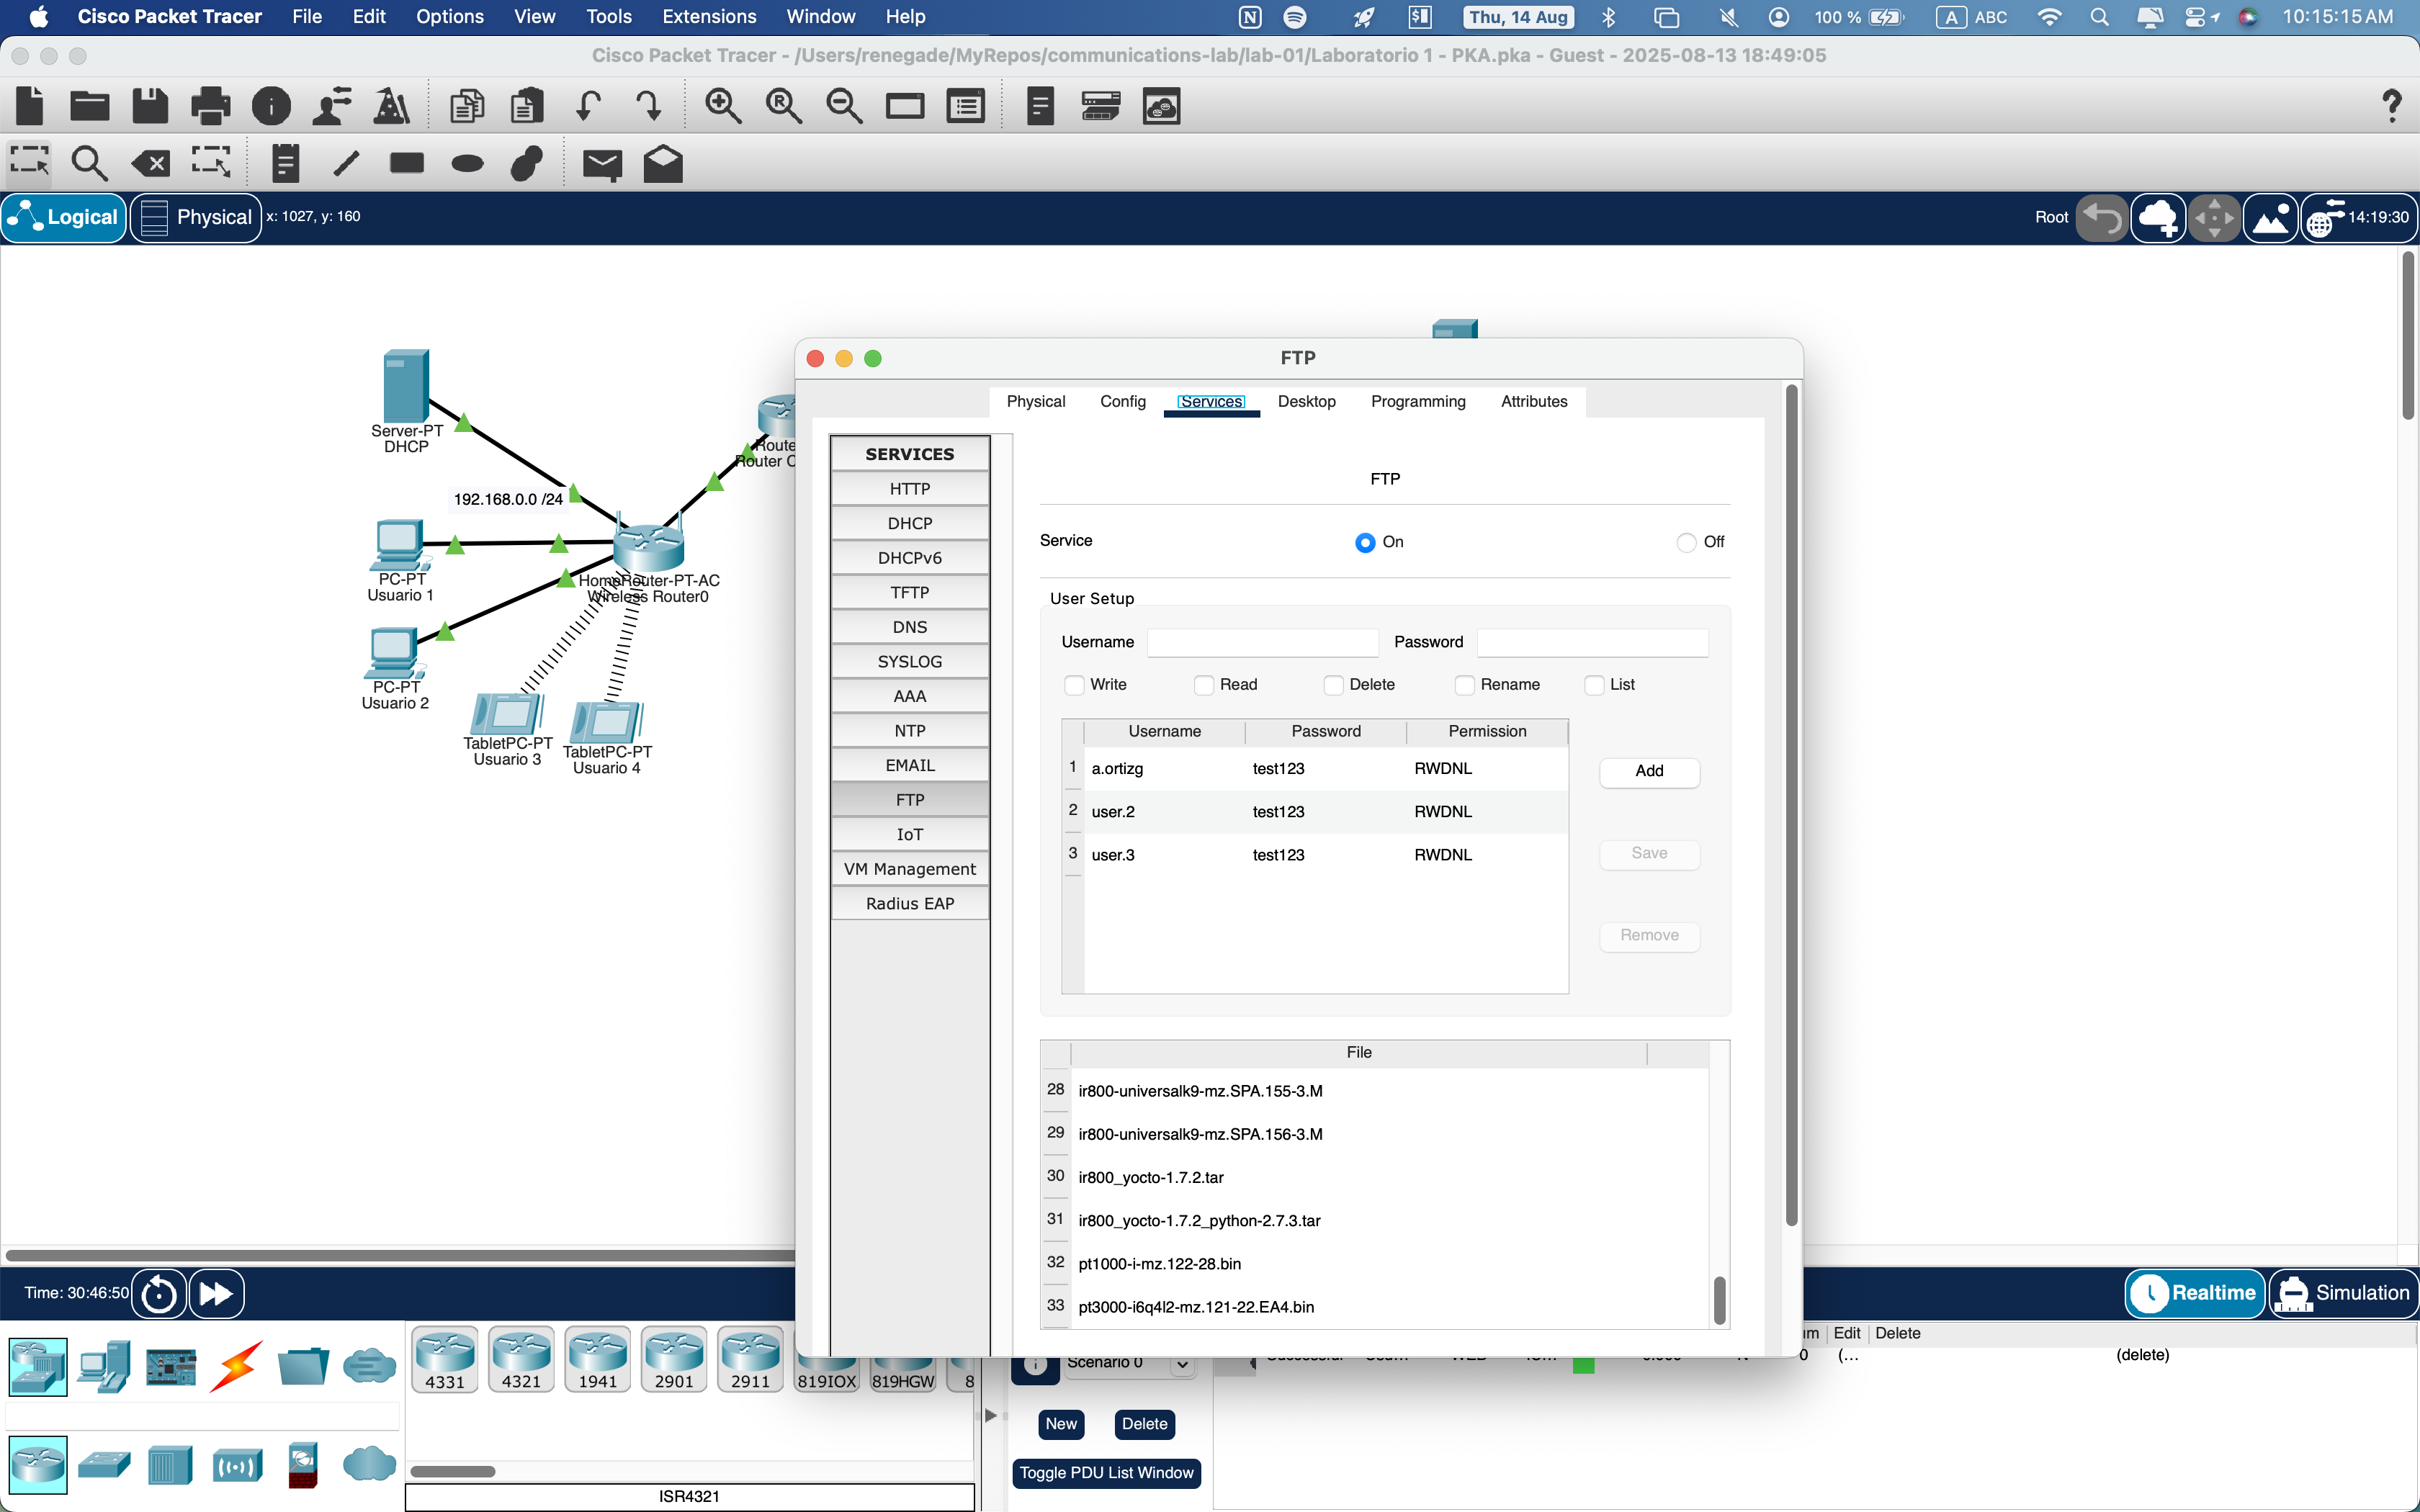 Cisco Packet Tracer File Edit Options View Tools Extensions Window Help Thu, 14 Aug 100 % A ABC 10:15:15 AM
Cisco Packet Tracer - /Users/renegade/MyRepos/communications-lab/lab-01/Laboratorio 1 - PKA.pka - Guest - 2025-08-13 18:49:05
Logical Physical x: 1027, y: 160 Root 14:19:30
Server-PT
DHCP
192.168.0.0 /24
PC-PT
Usuario 1
HomeRouter-PT-AC
Wireless Router0
PC-PT
Usuario 2
TabletPC-PT
Usuario 3
TabletPC-PT
Usuario 4
Route
Router C
FTP
Physical Config Services Desktop Programming Attributes
SERVICES
HTTP
DHCP
DHCPv6
TFTP
DNS
SYSLOG
AAA
NTP
EMAIL
FTP
IoT
VM Management
Radius EAP
FTP
Service On Off
User Setup
Username Password
Write Read Delete Rename List
Username Password Permission
1 a.ortizg test123 RWDNL
2 user.2 test123 RWDNL
3 user.3 test123 RWDNL
Add
Save
Remove
File
28 ir800-universalk9-mz.SPA.155-3.M
29 ir800-universalk9-mz.SPA.156-3.M
30 ir800_yocto-1.7.2.tar
31 ir800_yocto-1.7.2_python-2.7.3.tar
32 pt1000-i-mz.122-28.bin
33 pt3000-i6q4l2-mz.121-22.EA4.bin
Time: 30:46:50 Realtime Simulation
4331 4321 1941 2901 2911 819IOX 819HGW 8
ISR4321
Scenario 0
New Delete
Toggle PDU List Window
um Edit Delete
0 (... (delete)